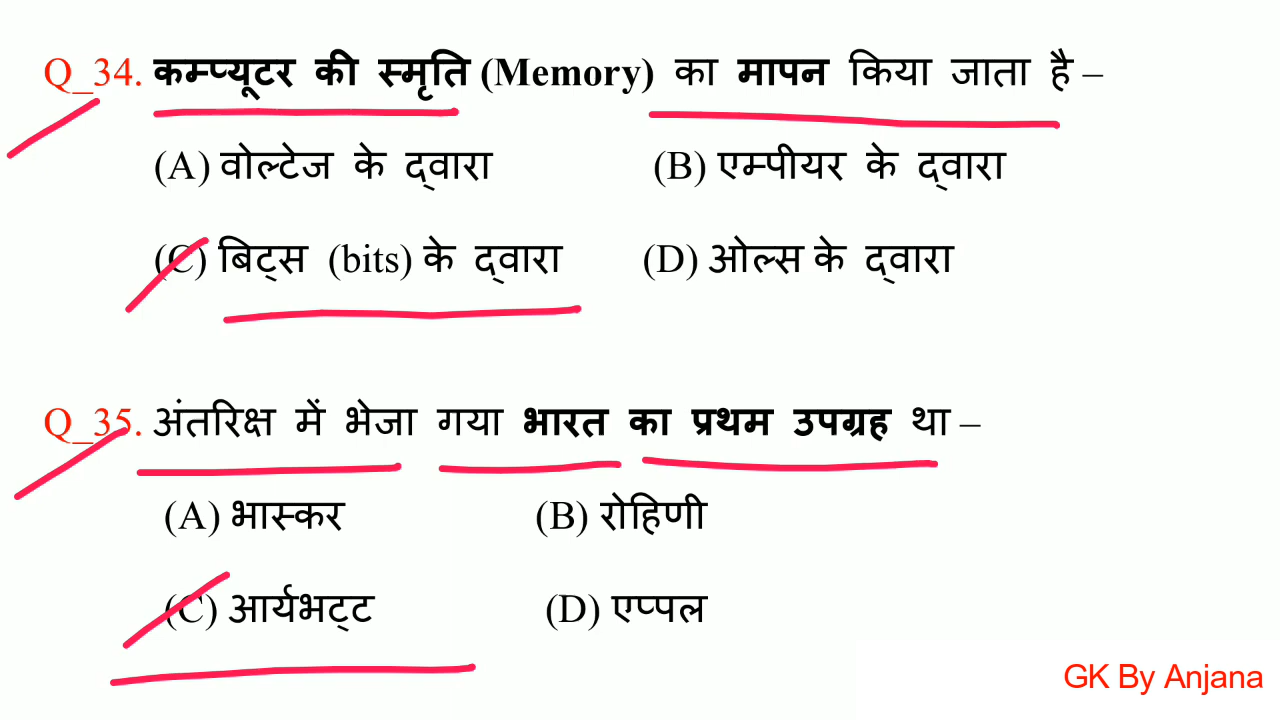 Q_34. कम्प्यूटर की स्मृति (Memory) का मापन किया जाता है –
(A) वोल्टेज के द्वारा (B) एम्पीयर के द्वारा
(C) बिट्स (bits) के द्वारा (D) ओल्स के द्वारा
Q_35. अंतरिक्ष में भेजा गया भारत का प्रथम उपग्रह था –
(A) भास्कर (B) रोहिणी
(C) आर्यभट्ट (D) एप्पल
GK By Anjana